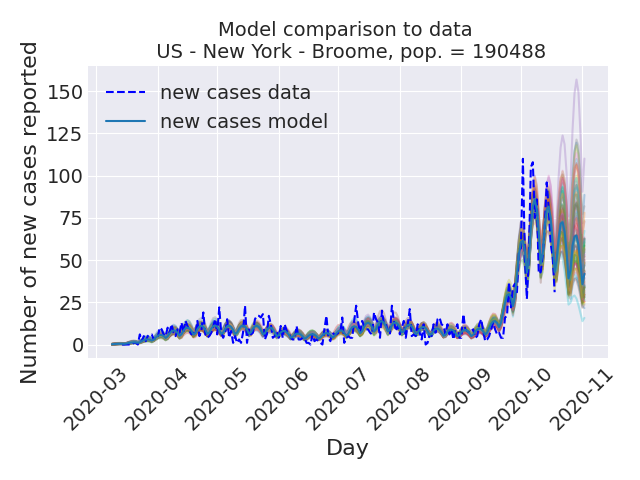 Model comparison to data
US - New York - Broome, pop. = 190488
Number of new cases reported
150
125
100
75
50
25
0
new cases data
new cases model
2020-03
2020-04
2020-05
2020-06
2020-07
2020-08
2020-09
2020-10
2020-11
Day